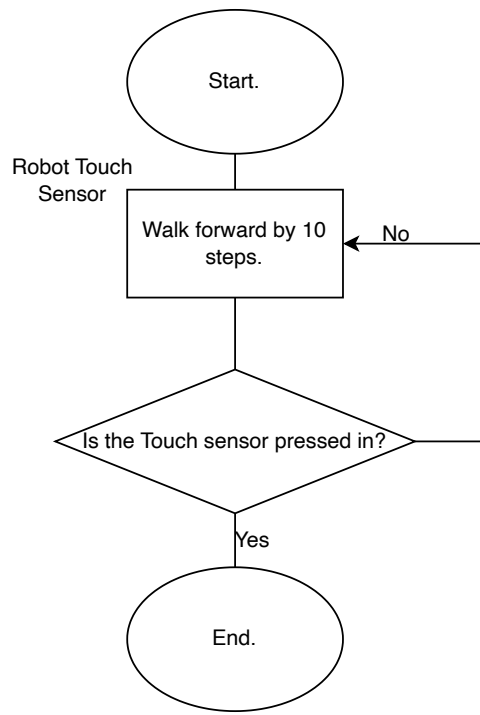 Start.
Robot Touch
Sensor
Walk forward by 10
steps.
No
Is the Touch sensor pressed in?
Yes
End.